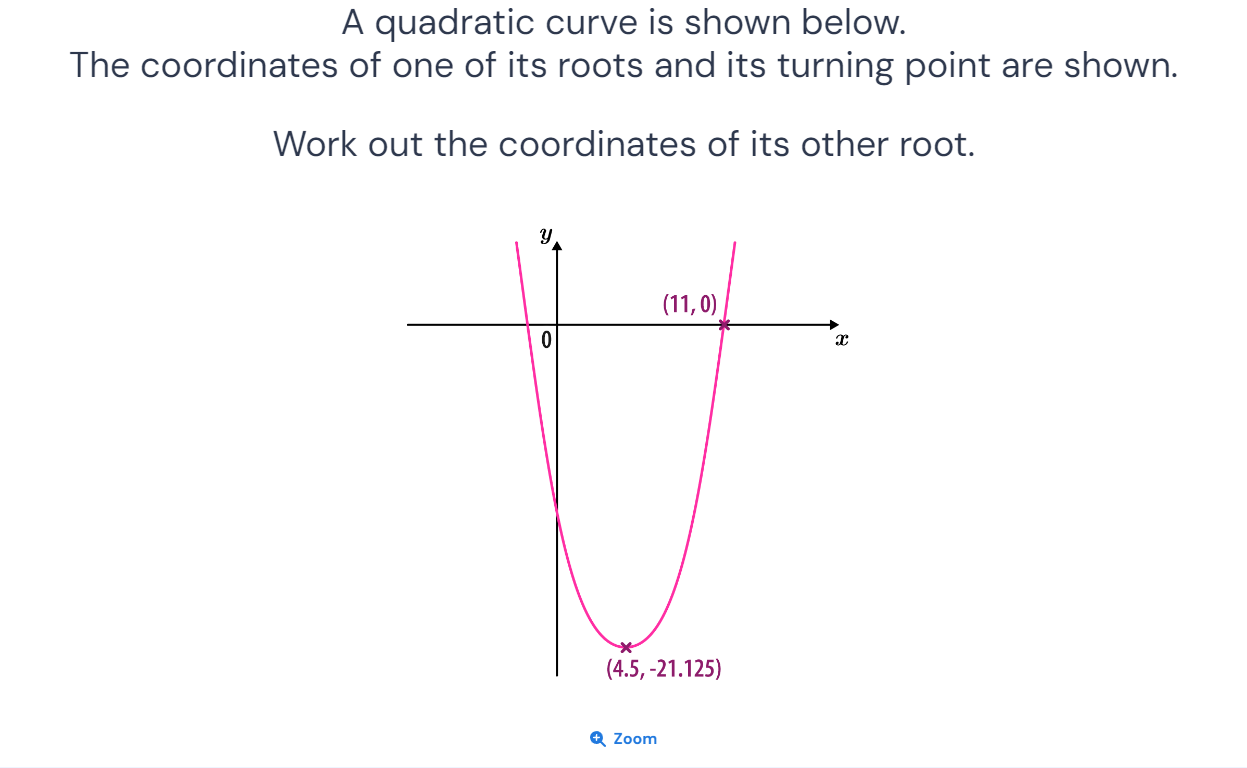 A quadratic curve is shown below.
The coordinates of one of its roots and its turning point are shown.
Work out the coordinates of its other root.
y
(11, 0)
0
x
(4.5, -21.125)
Zoom